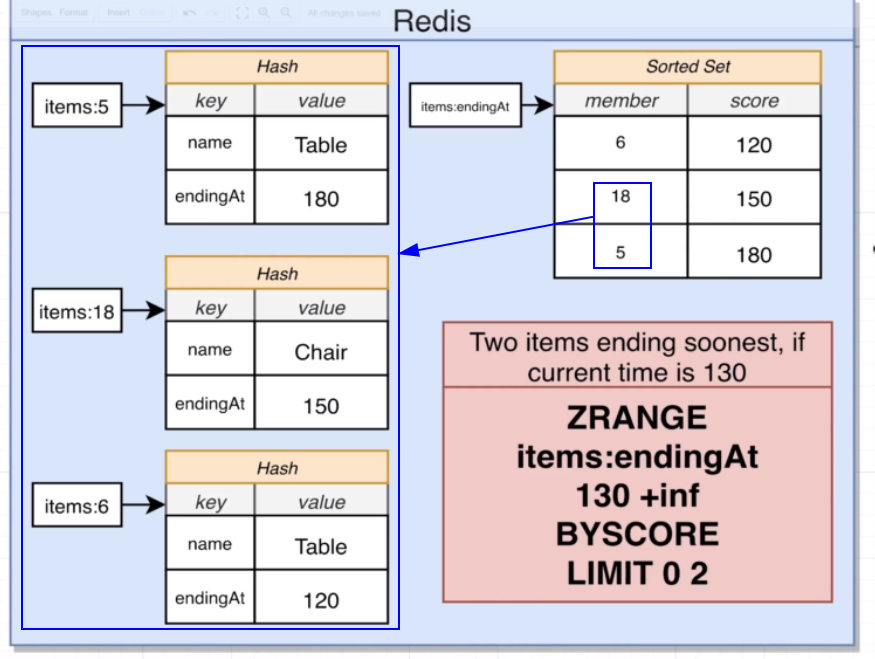 Shapes Format Insert Delete All changes saved
Redis
Hash
items:5
key value
name Table
endingAt 180
Hash
items:18
key value
name Chair
endingAt 150
Hash
items:6
key value
name Table
endingAt 120
Sorted Set
items:endingAt
member score
6 120
18 150
5 180
Two items ending soonest, if
current time is 130
ZRANGE
items:endingAt
130 +inf
BYSCORE
LIMIT 0 2